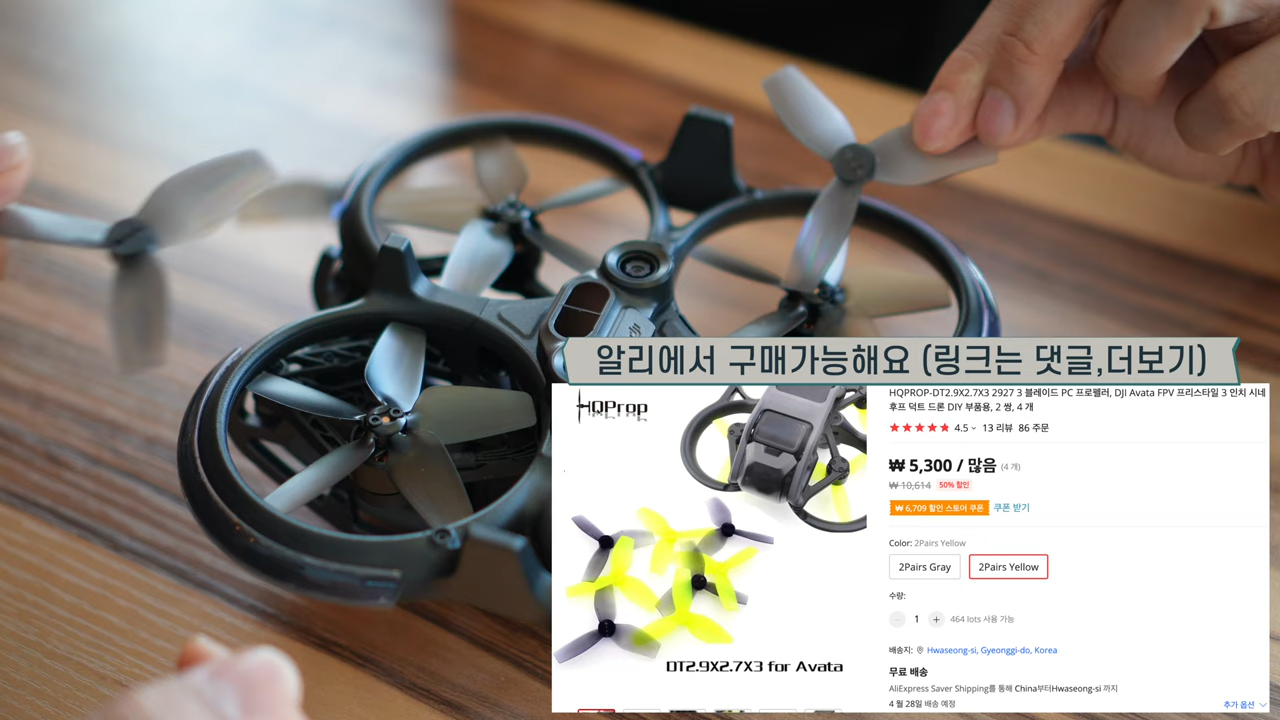 알리에서 구매가능해요 (링크는 댓글,더보기)
HQProp
DT2.9X2.7X3 for Avata
HQPROP-DT2.9X2.7X3 2927 3 블레이드 PC 프로펠러, DJI Avata FPV 프리스타일 3 인치 시네
후프 덕트 드론 DIY 부품용, 2 쌍, 4 개
4.5 13 리뷰 86 주문
₩ 5,300 / 많음 (4 개)
₩ 10,614 50% 할인
₩ 6,709 할인 스토어 쿠폰 쿠폰 받기
Color: 2Pairs Yellow
2Pairs Gray 2Pairs Yellow
수량:
1 + 464 lots 사용 가능
배송지: Hwaseong-si, Gyeonggi-do, Korea
무료 배송
AliExpress Saver Shipping를 통해 China부터Hwaseong-si 까지
4 월 28일 배송 예정
추가 옵션